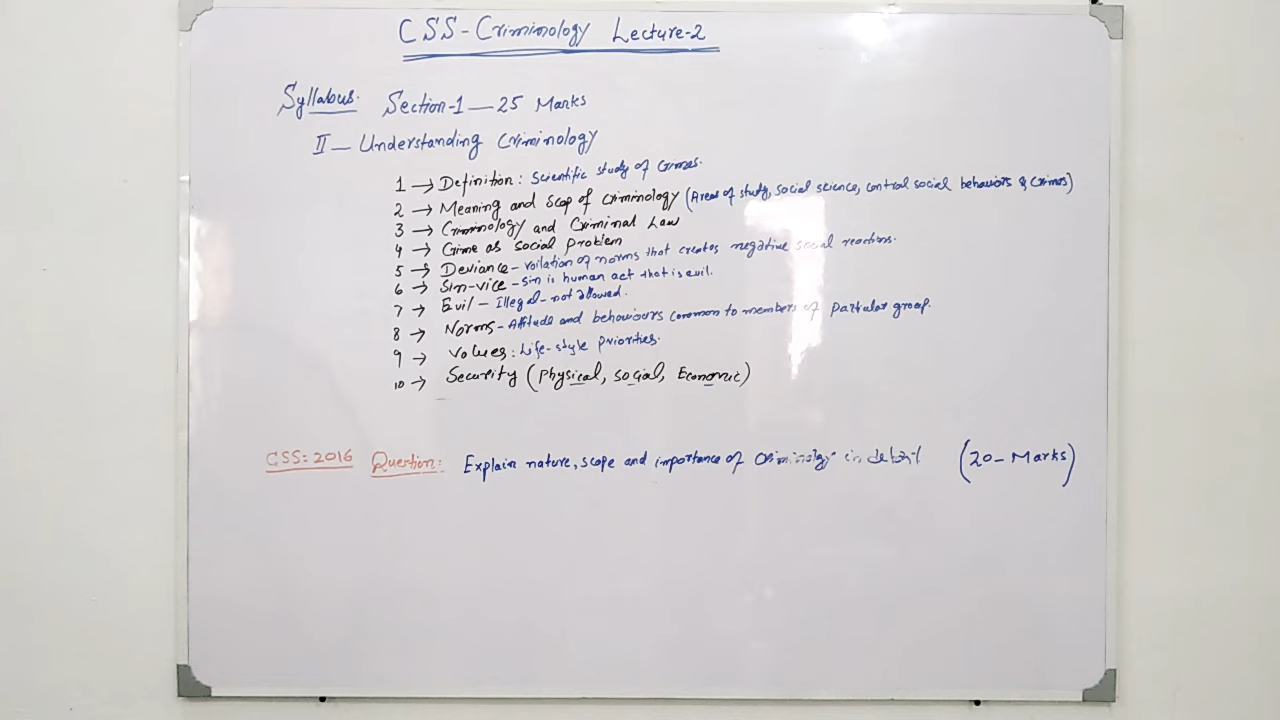 CSS-Criminology Lecture-2
Syllabus. Section-1 — 25 Marks
II — Understanding Criminology
1 → Definition: Scientific study of Crimes.
2 → Meaning and Scop of Criminology (Areas of study, social science, control social behaviors & Crimes)
3 → Criminology and Criminal Law
4 → Crime as social problem
5 → Deviance - voilation of norms that creates negative social reactions.
6 → Sin-vice - Sin is human act that is evil.
7 → Evil - Illegal - not allowed.
8 → Norms - Attitude and behaviours common to members of particular group.
9 → Values: Life-style priorities.
10 → Security (Physical, Social, Economic)
CSS: 2016 Question: Explain nature, scope and importance of Criminology in detail (20- Marks)